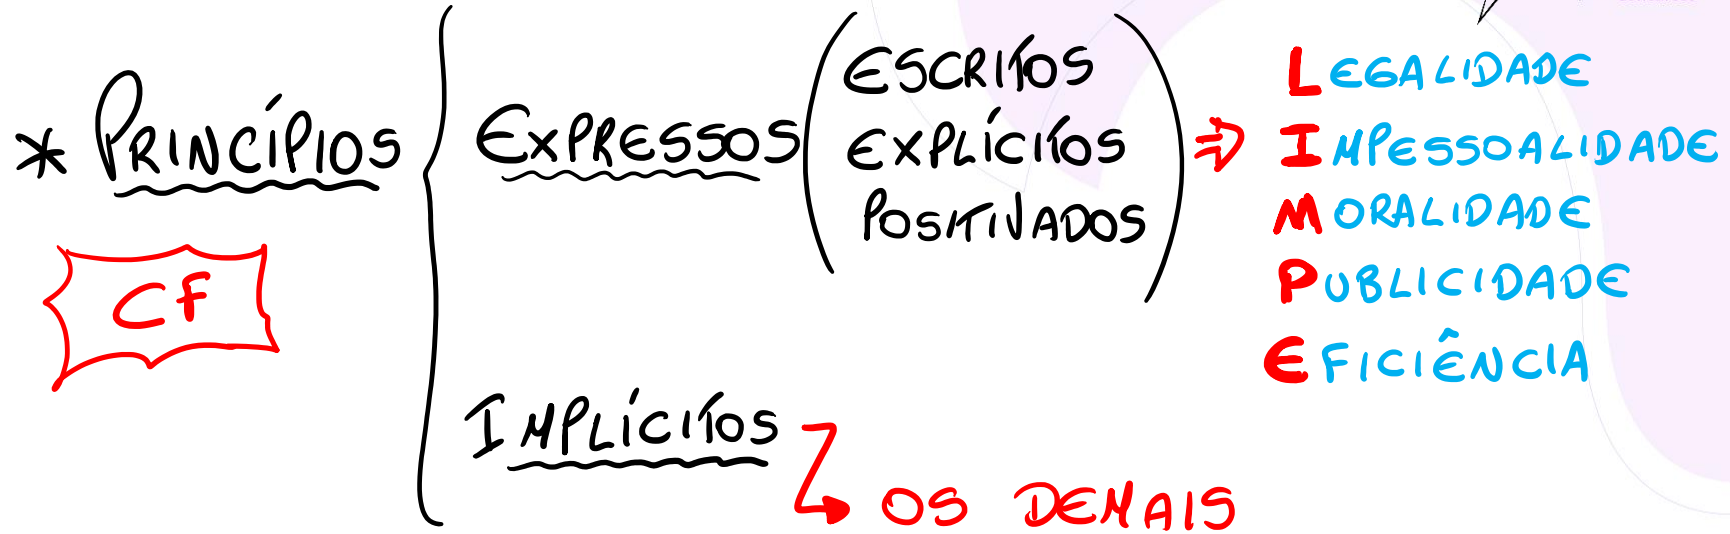 * PRINCÍPIOS
CF
EXPRESSOS
ESCRITOS
EXPLÍCITOS
POSITIVADOS
⇒
LEGALIDADE
IMPESSOALIDADE
MORALIDADE
PUBLICIDADE
EFICIÊNCIA
IMPLÍCITOS
OS DEMAIS